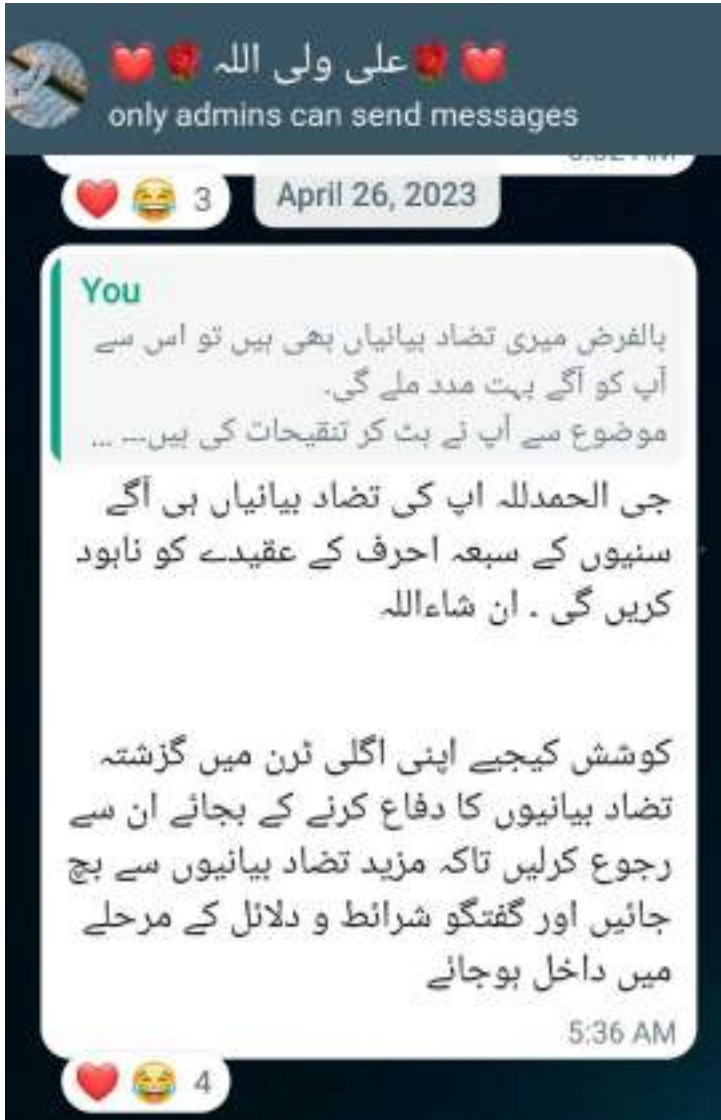 💓🌹علی ولی اللہ 🌹💓
only admins can send messages
❤️ 😂 3
April 26, 2023
You
بالفرض میری تضاد بیانیاں بھی ہیں تو اس سے
آپ کو آگے بہت مدد ملے گی۔
موضوع سے آپ نے ہٹ کر تنقیحات کی ہیں۔۔۔ ...
جی الحمدللہ اپ کی تضاد بیانیاں ہی آگے
سنیوں کے سبعہ احرف کے عقیدے کو نابود
کریں گی ۔ ان شاءاللہ
کوشش کیجیے اپنی اگلی ٹرن میں گزشتہ
تضاد بیانیوں کا دفاع کرنے کے بجائے ان سے
رجوع کرلیں تاکہ مزید تضاد بیانیوں سے بچ
جائیں اور گفتگو شرائط و دلائل کے مرحلے
میں داخل ہوجائے
5:36 AM
❤️ 😂 4